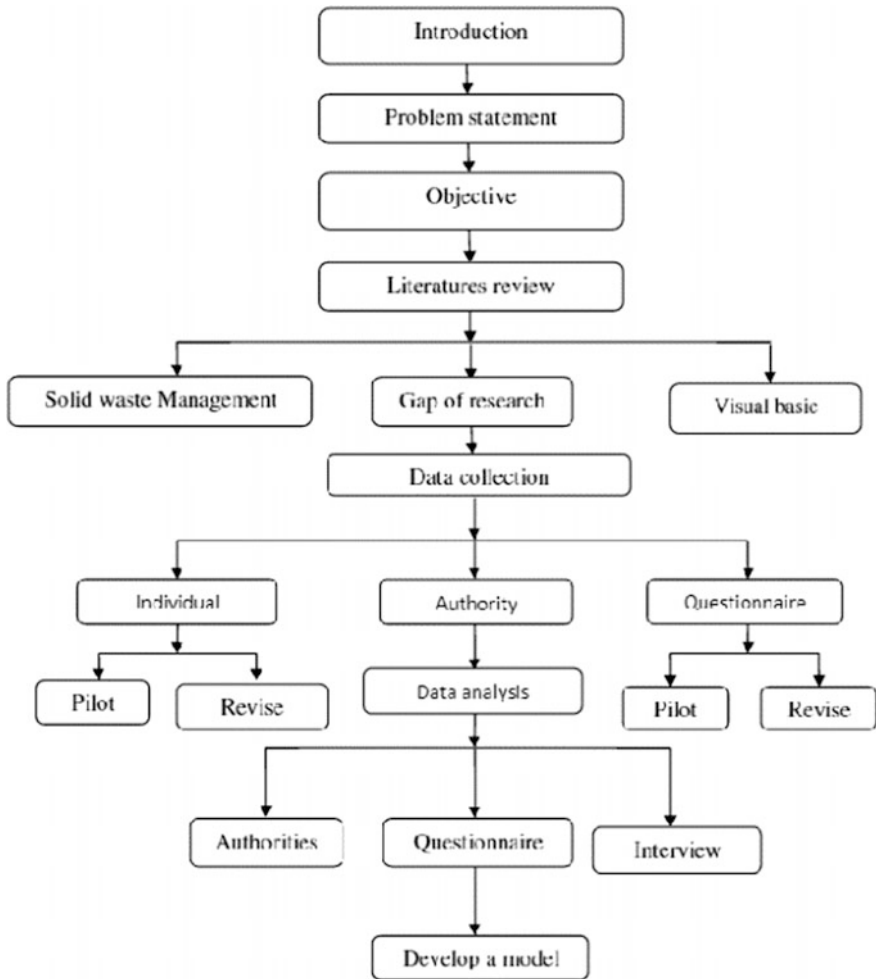 Introduction
Problem statement
Objective
Literatures review
Solid waste Management
Gap of research
Visual basic
Data collection
Individual
Authority
Questionnaire
Pilot
Revise
Data analysis
Pilot
Revise
Authorities
Questionnaire
Interview
Develop a model